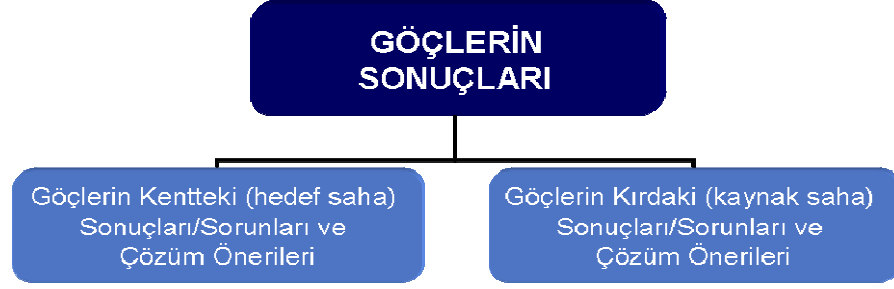 GÖÇLERİN
SONUÇLARI
Göçlerin Kentteki (hedef saha)
Sonuçları/Sorunları ve
Çözüm Önerileri
Göçlerin Kırdaki (kaynak saha)
Sonuçları/Sorunları ve
Çözüm Önerileri